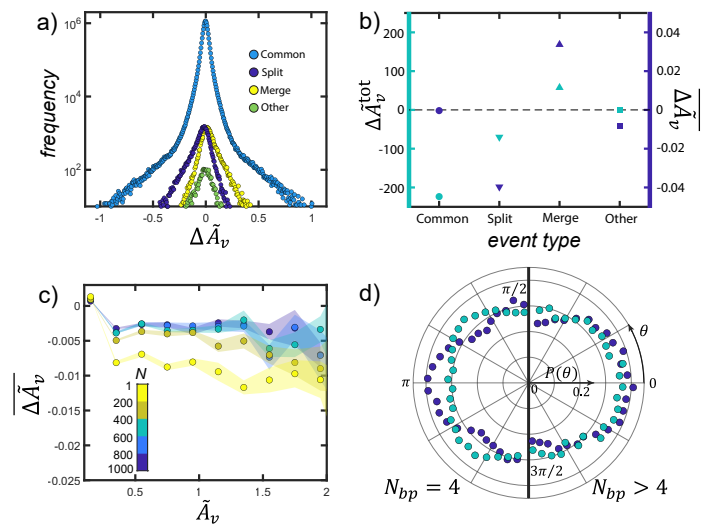 a)
frequency
10^6
10^4
10^2
Common
Split
Merge
Other
-1
-0.5
0
0.5
1
ΔÃ_v
b)
ΔÃ_v^tot
200
100
0
-100
-200
0.04
0.02
0
-0.02
-0.04
\overline{ΔÃ_v}
Common
Split
Merge
Other
event type
c)
\overline{ΔÃ_v}
0
-0.005
-0.01
-0.015
-0.02
-0.025
N
1
200
400
600
800
1000
0.5
1
1.5
2
Ã_v
d)
π/2
θ
π
P(θ)
0
0.2
0
3π/2
N_bp = 4
N_bp > 4